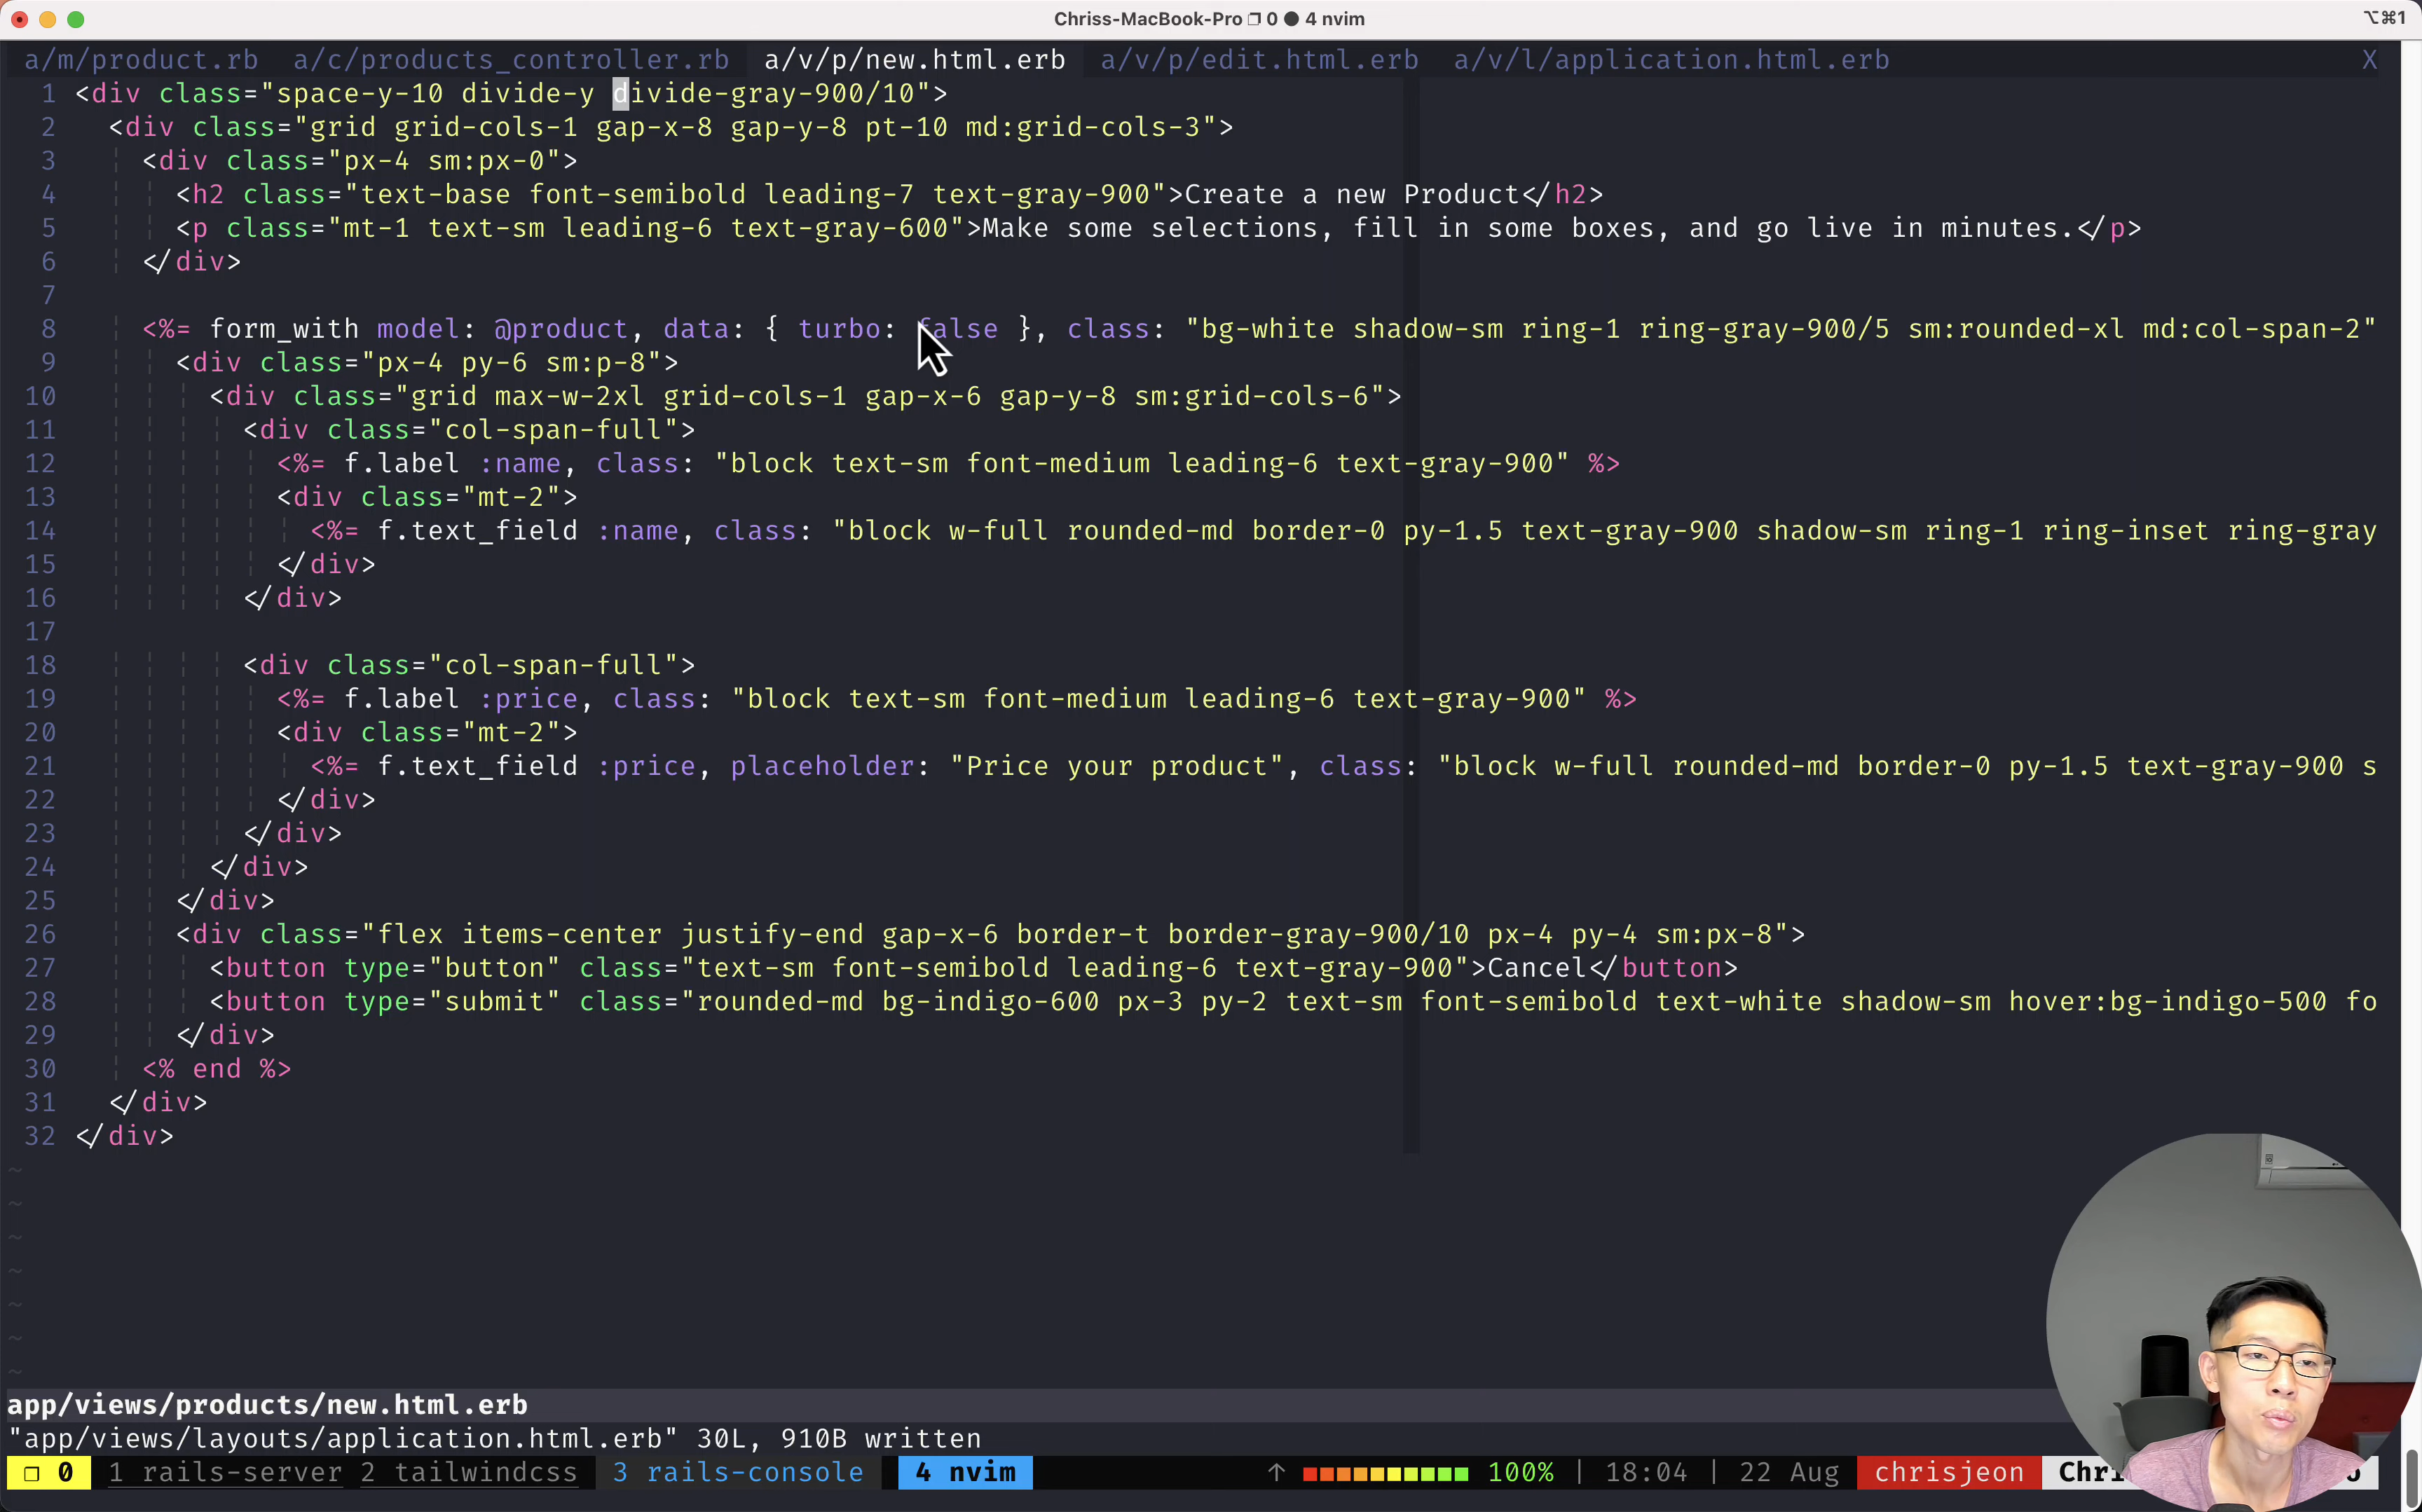 Chriss-MacBook-Pro ❐ 0 ● 4 nvim
⌥⌘1
a/m/product.rb a/c/products_controller.rb a/v/p/new.html.erb a/v/p/edit.html.erb a/v/l/application.html.erb X
1 <div class="space-y-10 divide-y divide-gray-900/10">
2 <div class="grid grid-cols-1 gap-x-8 gap-y-8 pt-10 md:grid-cols-3">
3 <div class="px-4 sm:px-0">
4 <h2 class="text-base font-semibold leading-7 text-gray-900">Create a new Product</h2>
5 <p class="mt-1 text-sm leading-6 text-gray-600">Make some selections, fill in some boxes, and go live in minutes.</p>
6 </div>
7
8 <%= form_with model: @product, data: { turbo: false }, class: "bg-white shadow-sm ring-1 ring-gray-900/5 sm:rounded-xl md:col-span-2"
9 <div class="px-4 py-6 sm:p-8">
10 <div class="grid max-w-2xl grid-cols-1 gap-x-6 gap-y-8 sm:grid-cols-6">
11 <div class="col-span-full">
12 <%= f.label :name, class: "block text-sm font-medium leading-6 text-gray-900" %>
13 <div class="mt-2">
14 <%= f.text_field :name, class: "block w-full rounded-md border-0 py-1.5 text-gray-900 shadow-sm ring-1 ring-inset ring-gray
15 </div>
16 </div>
17
18 <div class="col-span-full">
19 <%= f.label :price, class: "block text-sm font-medium leading-6 text-gray-900" %>
20 <div class="mt-2">
21 <%= f.text_field :price, placeholder: "Price your product", class: "block w-full rounded-md border-0 py-1.5 text-gray-900 s
22 </div>
23 </div>
24 </div>
25 </div>
26 <div class="flex items-center justify-end gap-x-6 border-t border-gray-900/10 px-4 py-4 sm:px-8">
27 <button type="button" class="text-sm font-semibold leading-6 text-gray-900">Cancel</button>
28 <button type="submit" class="rounded-md bg-indigo-600 px-3 py-2 text-sm font-semibold text-white shadow-sm hover:bg-indigo-500 fo
29 </div>
30 <% end %>
31 </div>
32 </div>
~
~
~
~
~
~
~
app/views/products/new.html.erb
"app/views/layouts/application.html.erb" 30L, 910B written
❐ 0 1 rails-server 2 tailwindcss 3 rails-console 4 nvim ↑ 100% | 18:04 | 22 Aug chrisjeon